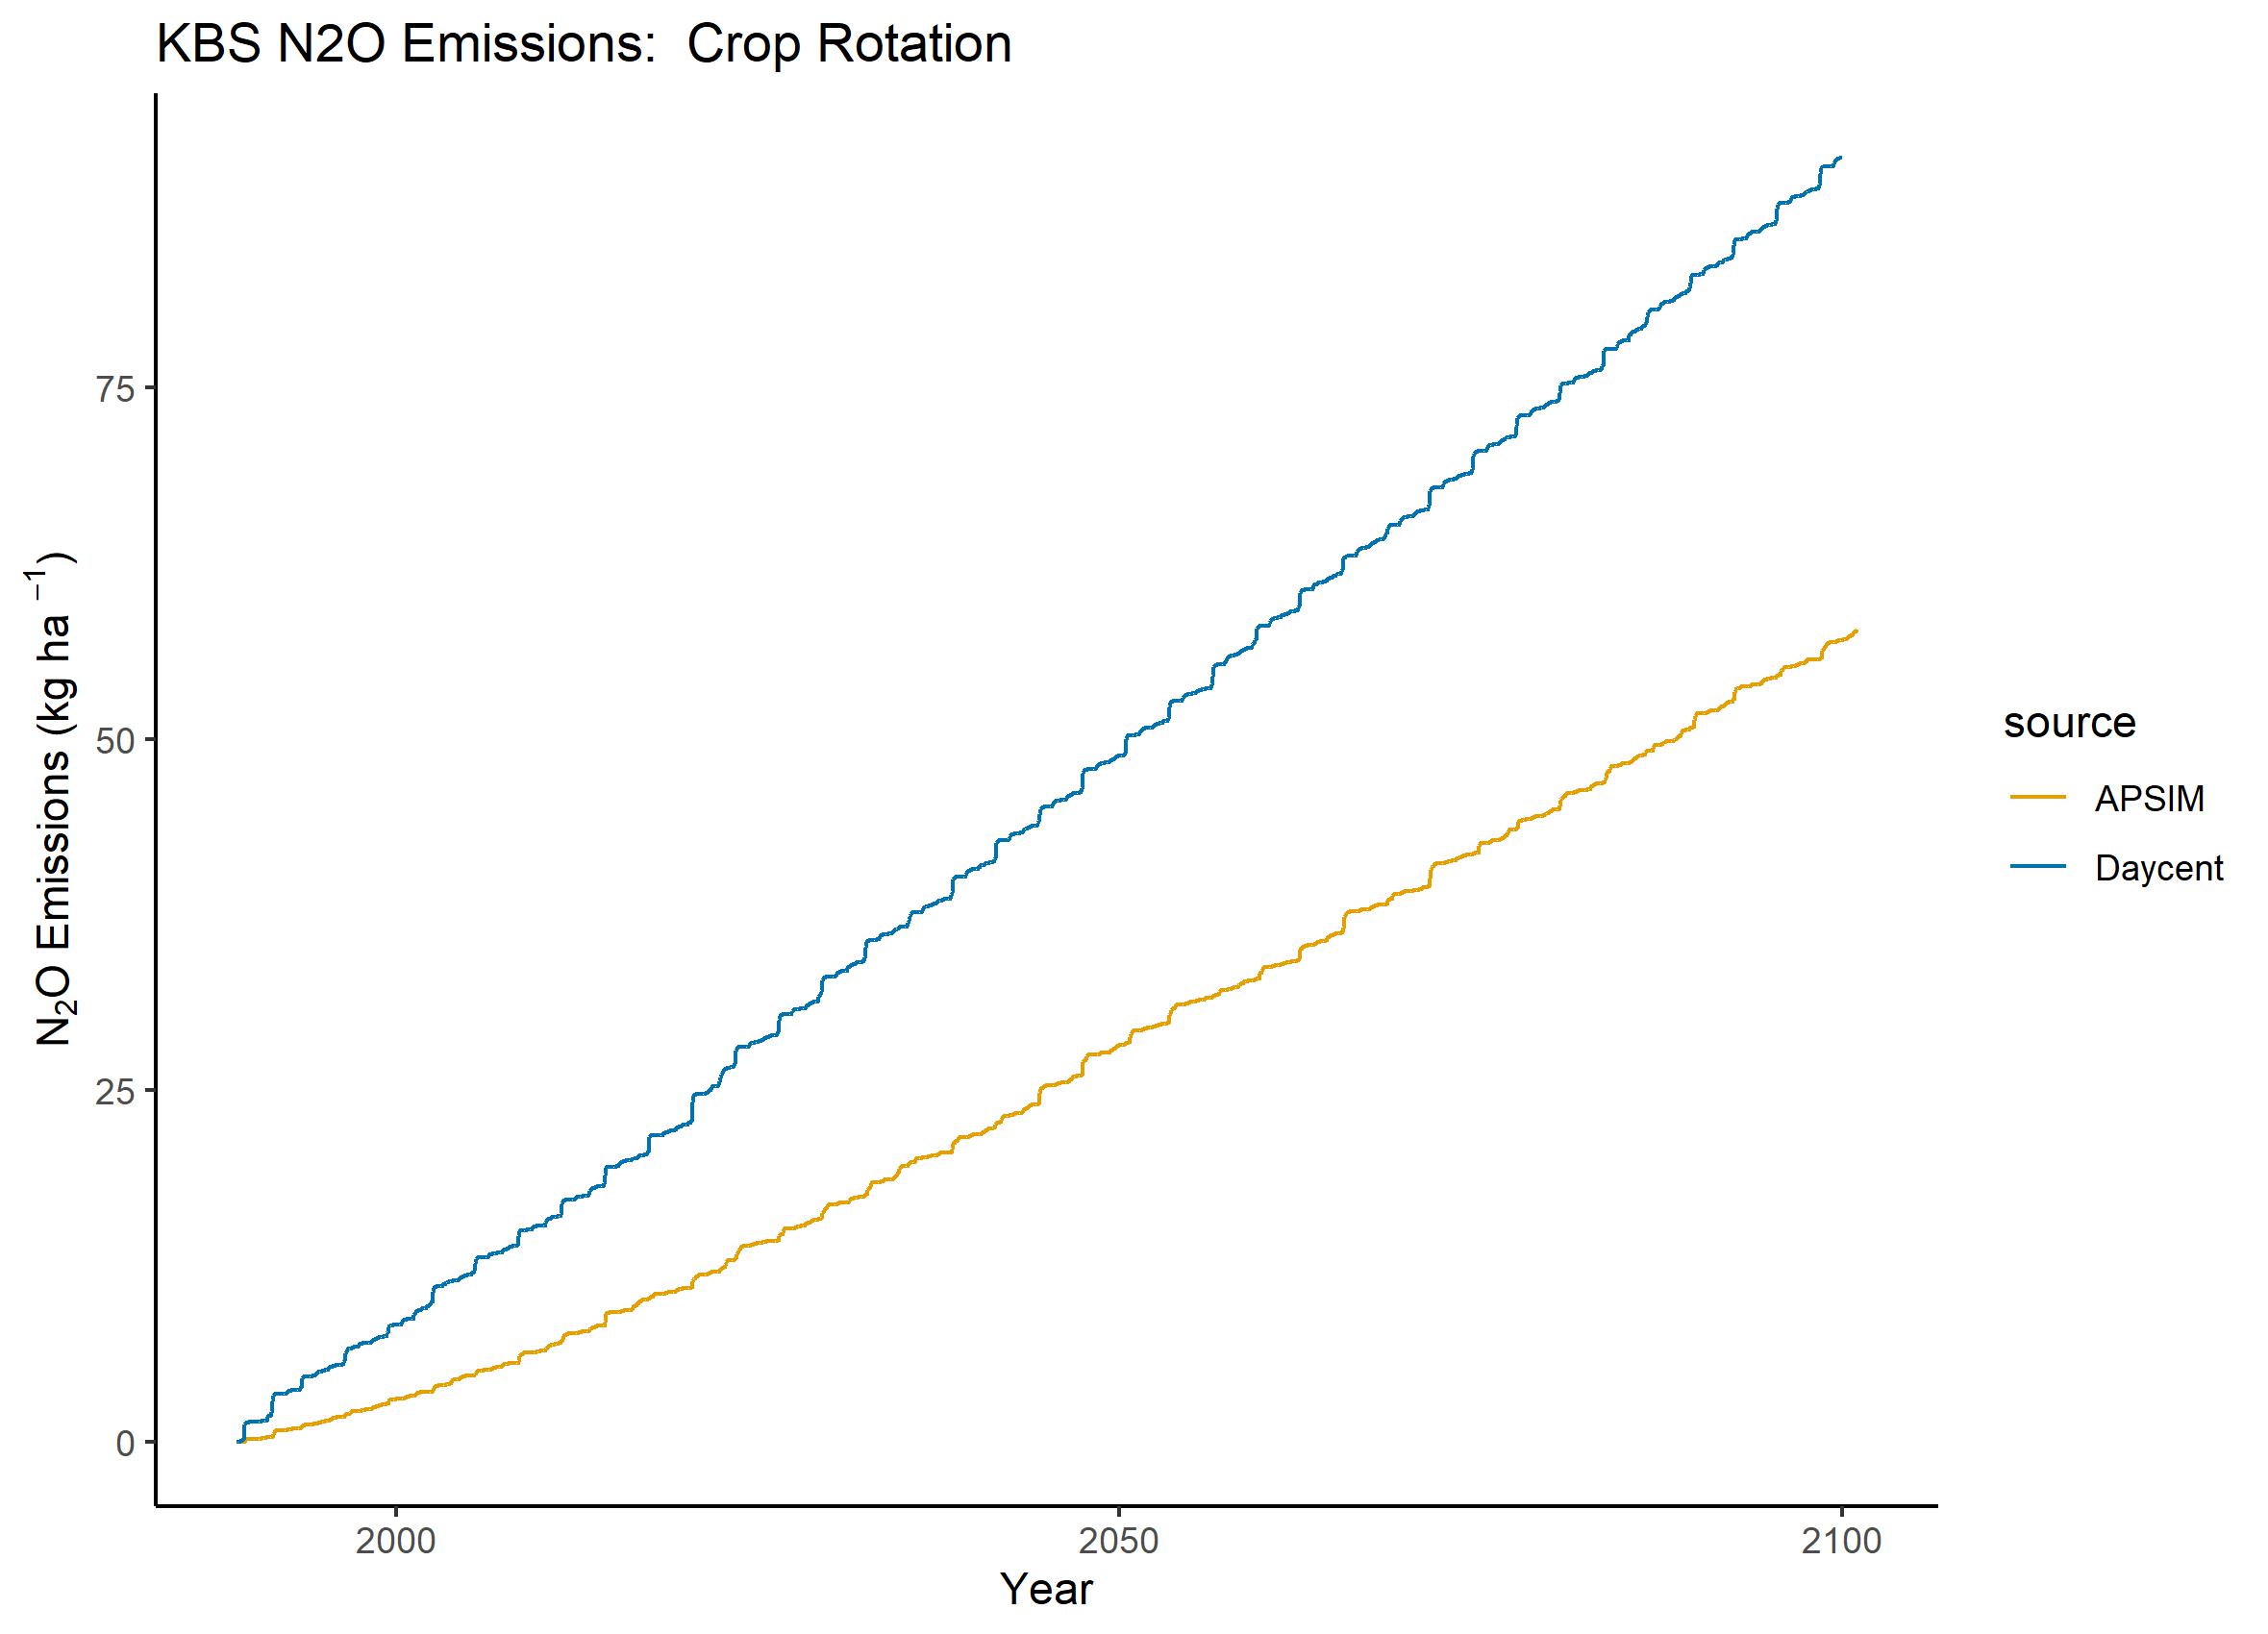 KBS N2O Emissions:  Crop Rotation
N₂O Emissions (kg ha ⁻¹)
75
50
25
0
2000
2050
2100
Year
source
APSIM
Daycent